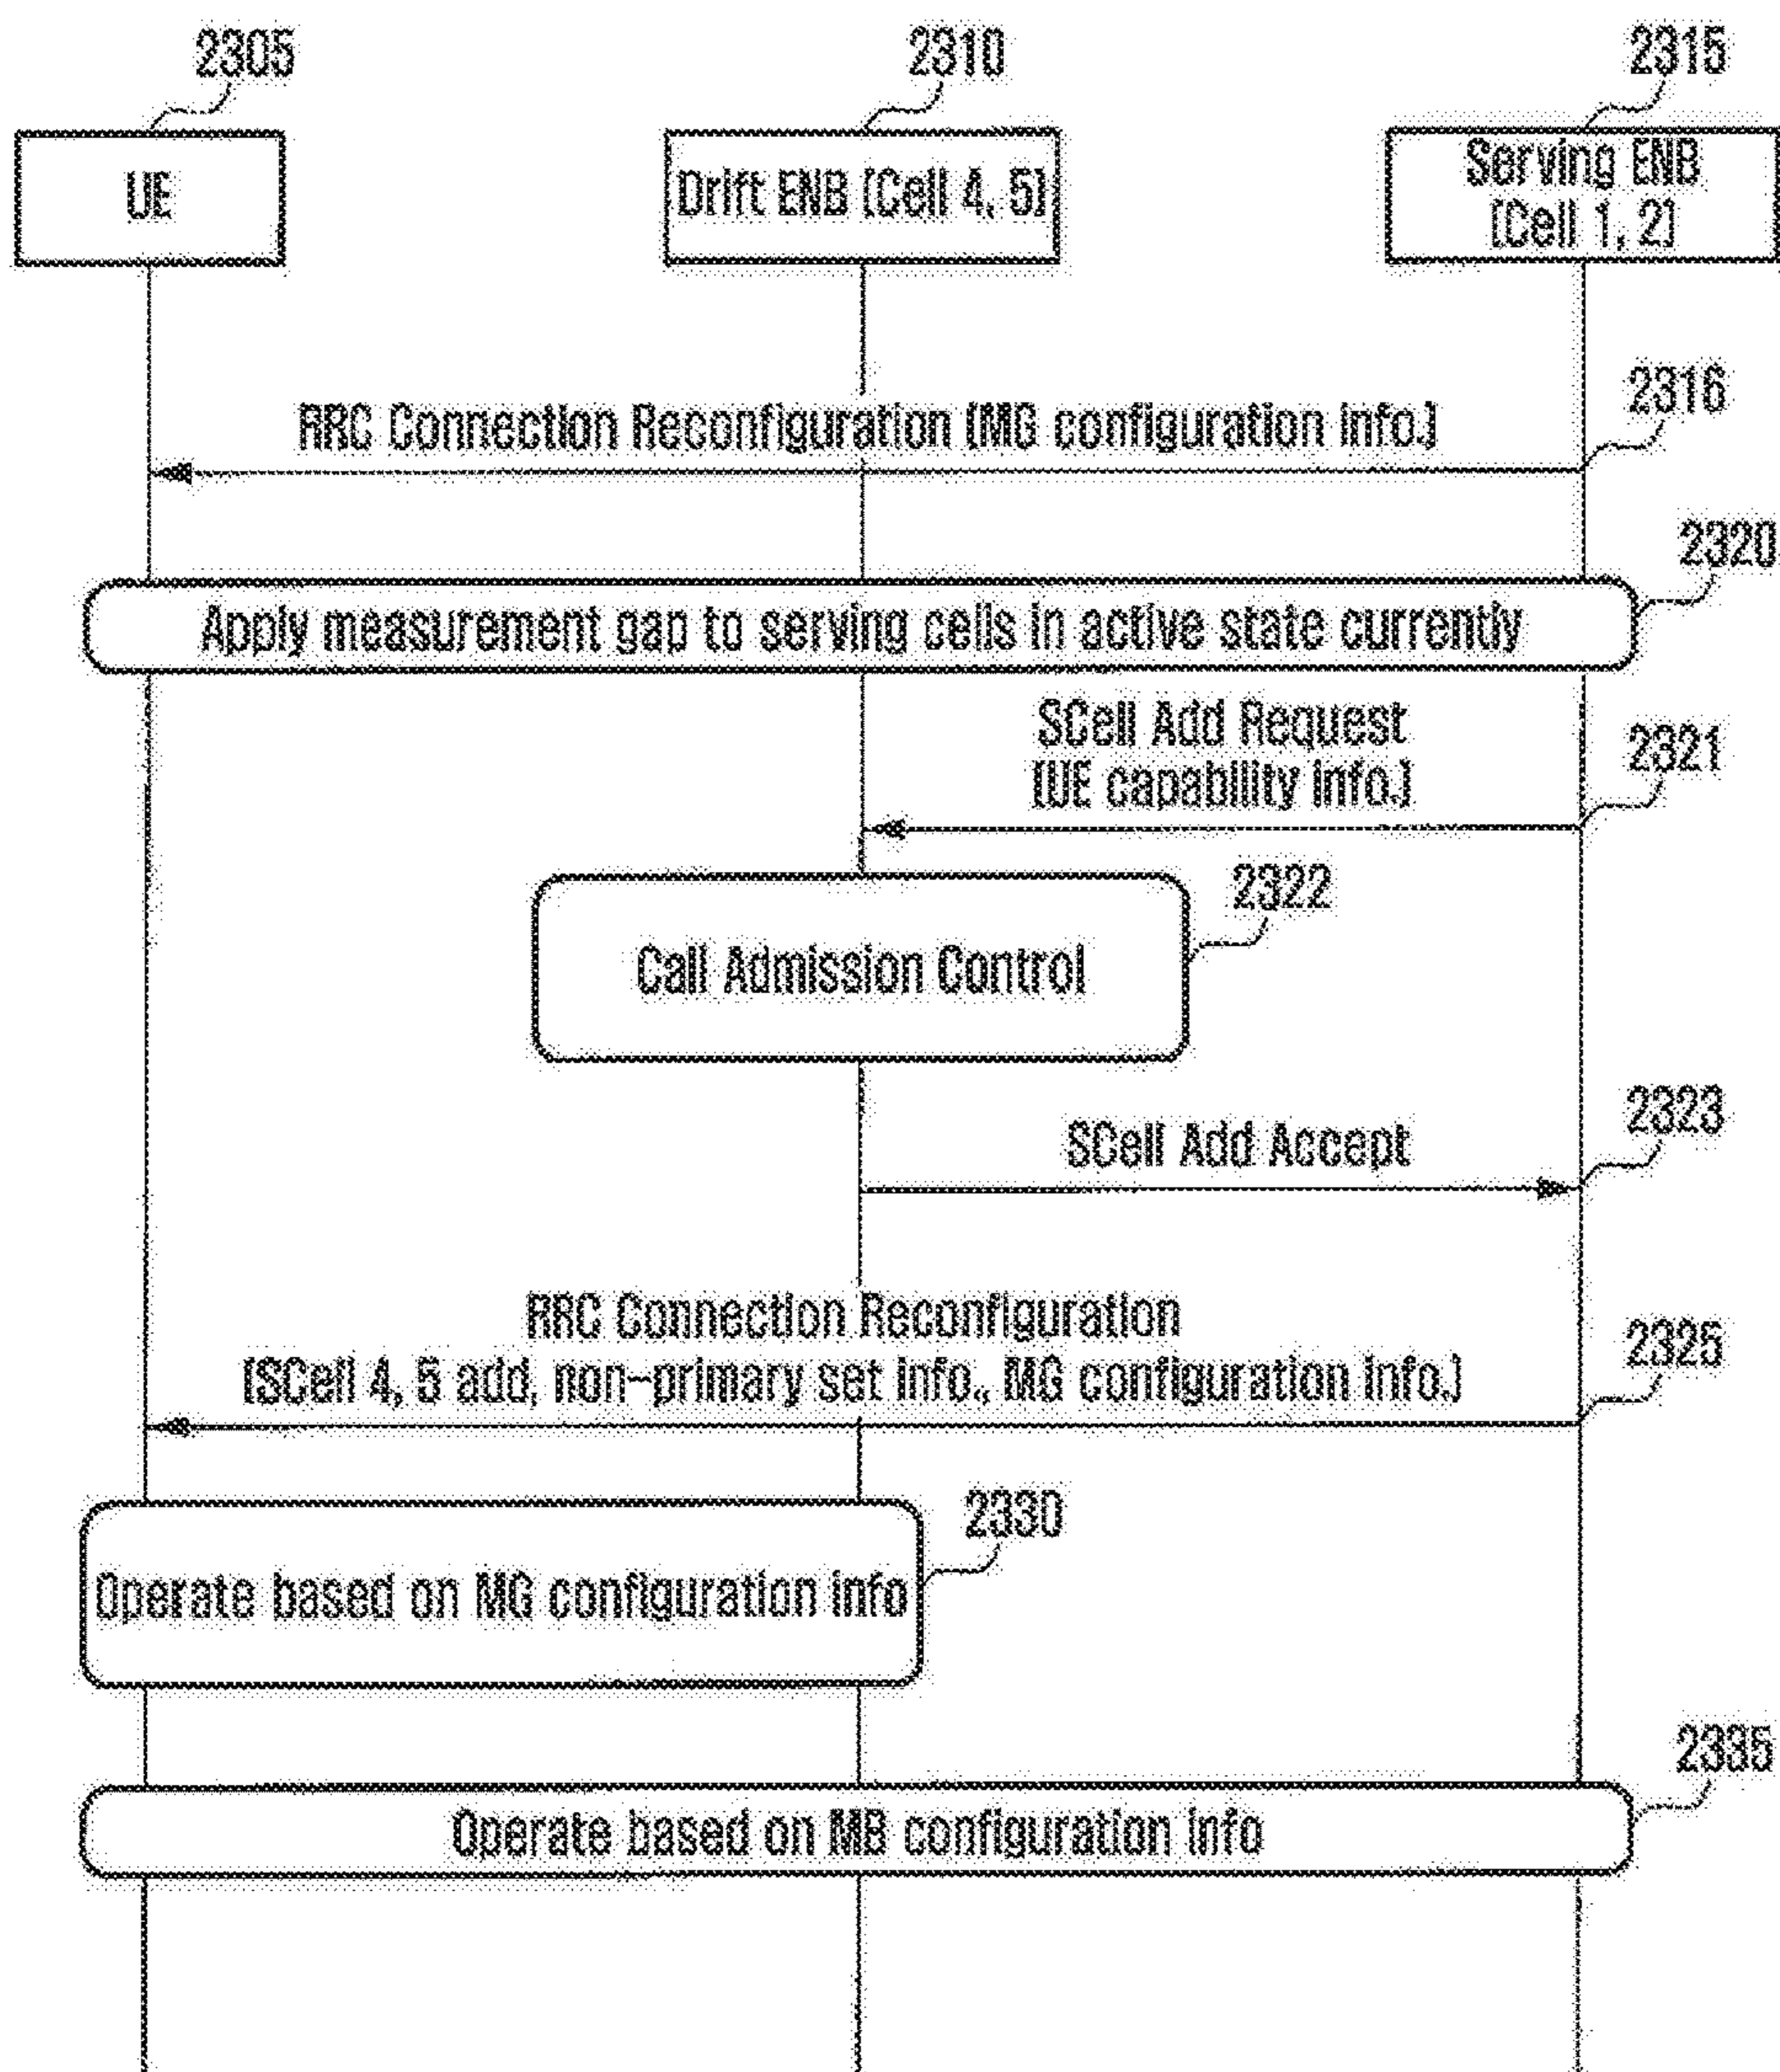 2305
2310
2315
UE
Drift ENB (Cell 4, 5)
Serving ENB
(Cell 1, 2)
2316
RRC Connection Reconfiguration (MG configuration info.)
2320
Apply measurement gap to serving cells in active state currently
SCell Add Request
(UE capability info.)
2321
2322
Call Admission Control
2323
SCell Add Accept
RRC Connection Reconfiguration
(SCell 4, 5 add, non-primary set info., MG configuration info.)
2325
2330
Operate based on MG configuration info
2335
Operate based on MB configuration info